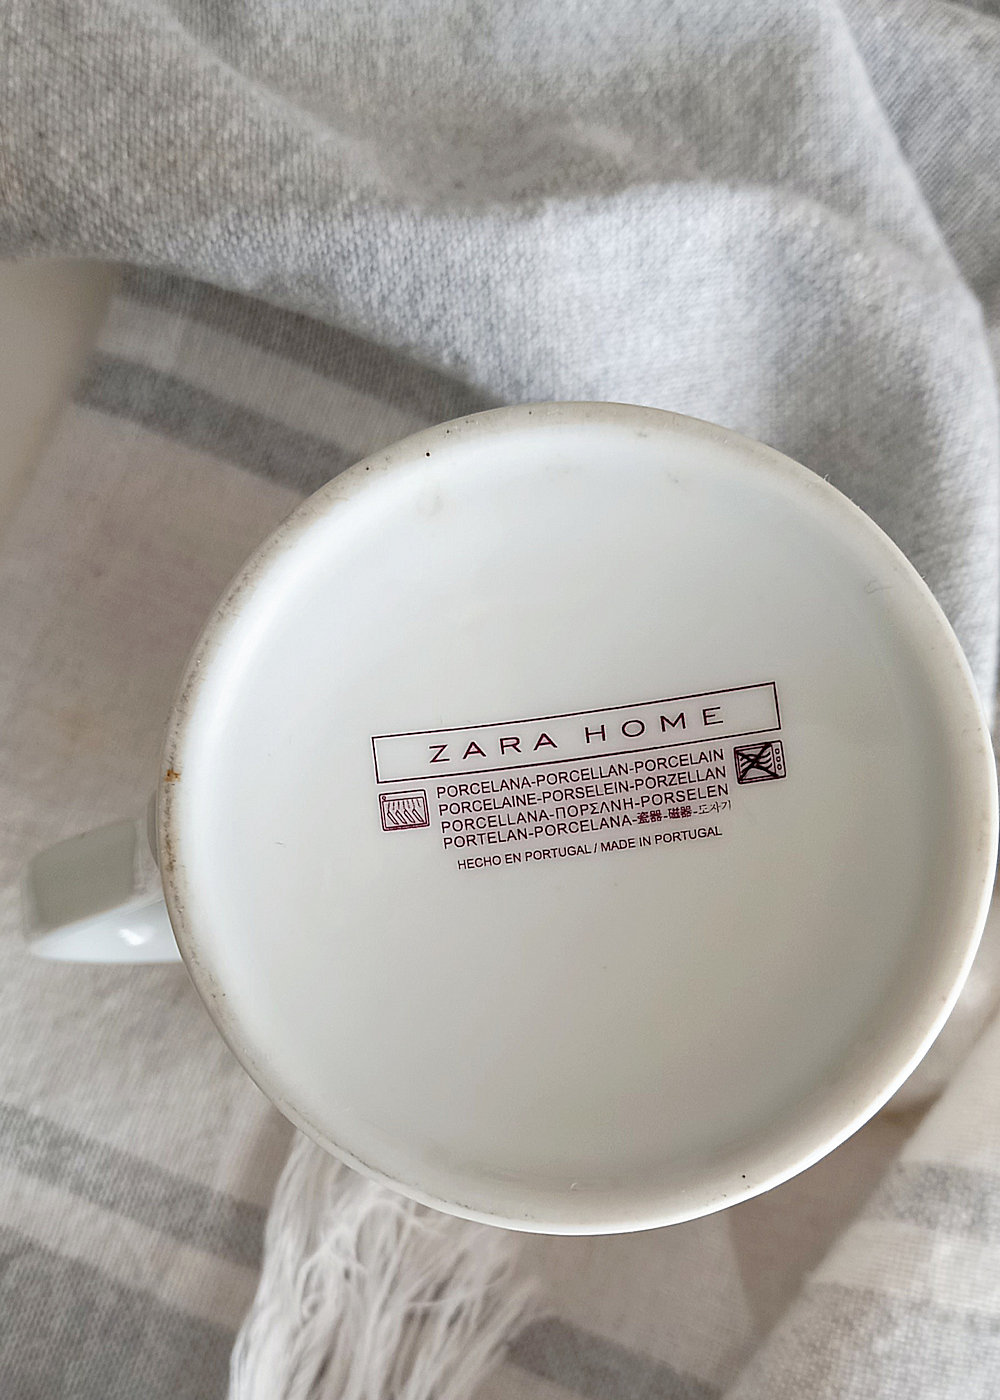 ZARA HOME
PORCELANA-PORCELLAN-PORCELAIN
PORCELAINE-PORSELEIN-PORZELLAN
PORCELLANA-ΠΟΡΣΛΝΗ-PORSELEN
PORTELAN-PORCELANA-瓷器-磁器-도자기
HECHO EN PORTUGAL / MADE IN PORTUGAL